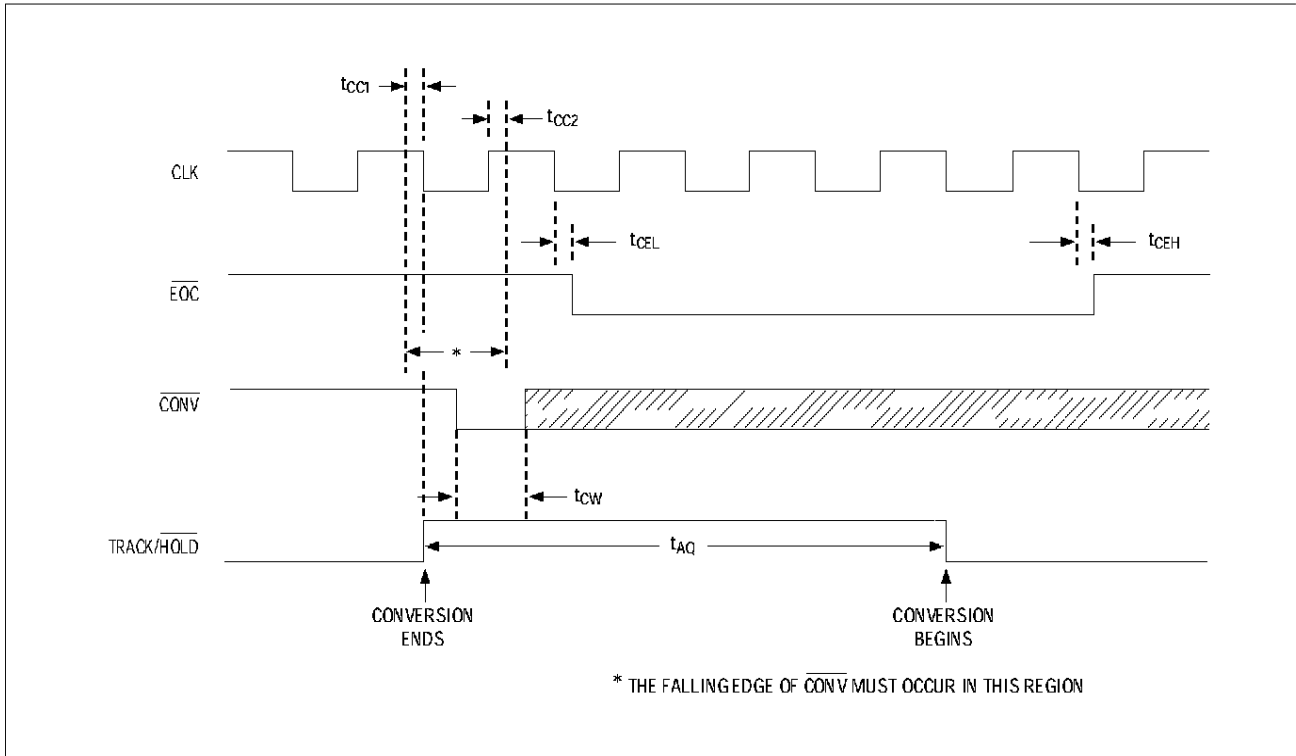 tCC1
tCC2
CLK
tCEL
tCEH
EOC
*
CONV
tCW
TRACK/HOLD
tAQ
CONVERSION
ENDS
CONVERSION
BEGINS
* THE FALLING EDGE OF CONV MUST OCCUR IN THIS REGION